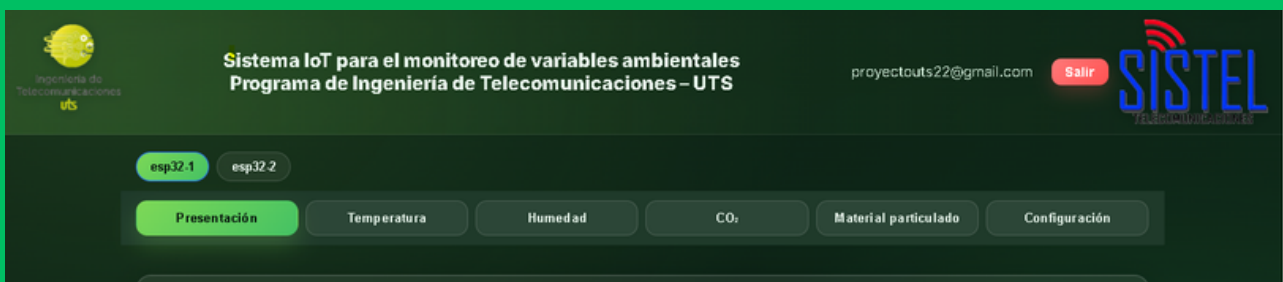 Ingeniería de
Telecomunicaciones
uts
Sistema IoT para el monitoreo de variables ambientales
Programa de Ingeniería de Telecomunicaciones – UTS
proyectouts22@gmail.com
Salir
SISTEL
TELECOMUNICACIONES
esp32-1
esp32-2
Presentación
Temperatura
Humedad
CO₂
Material particulado
Configuración